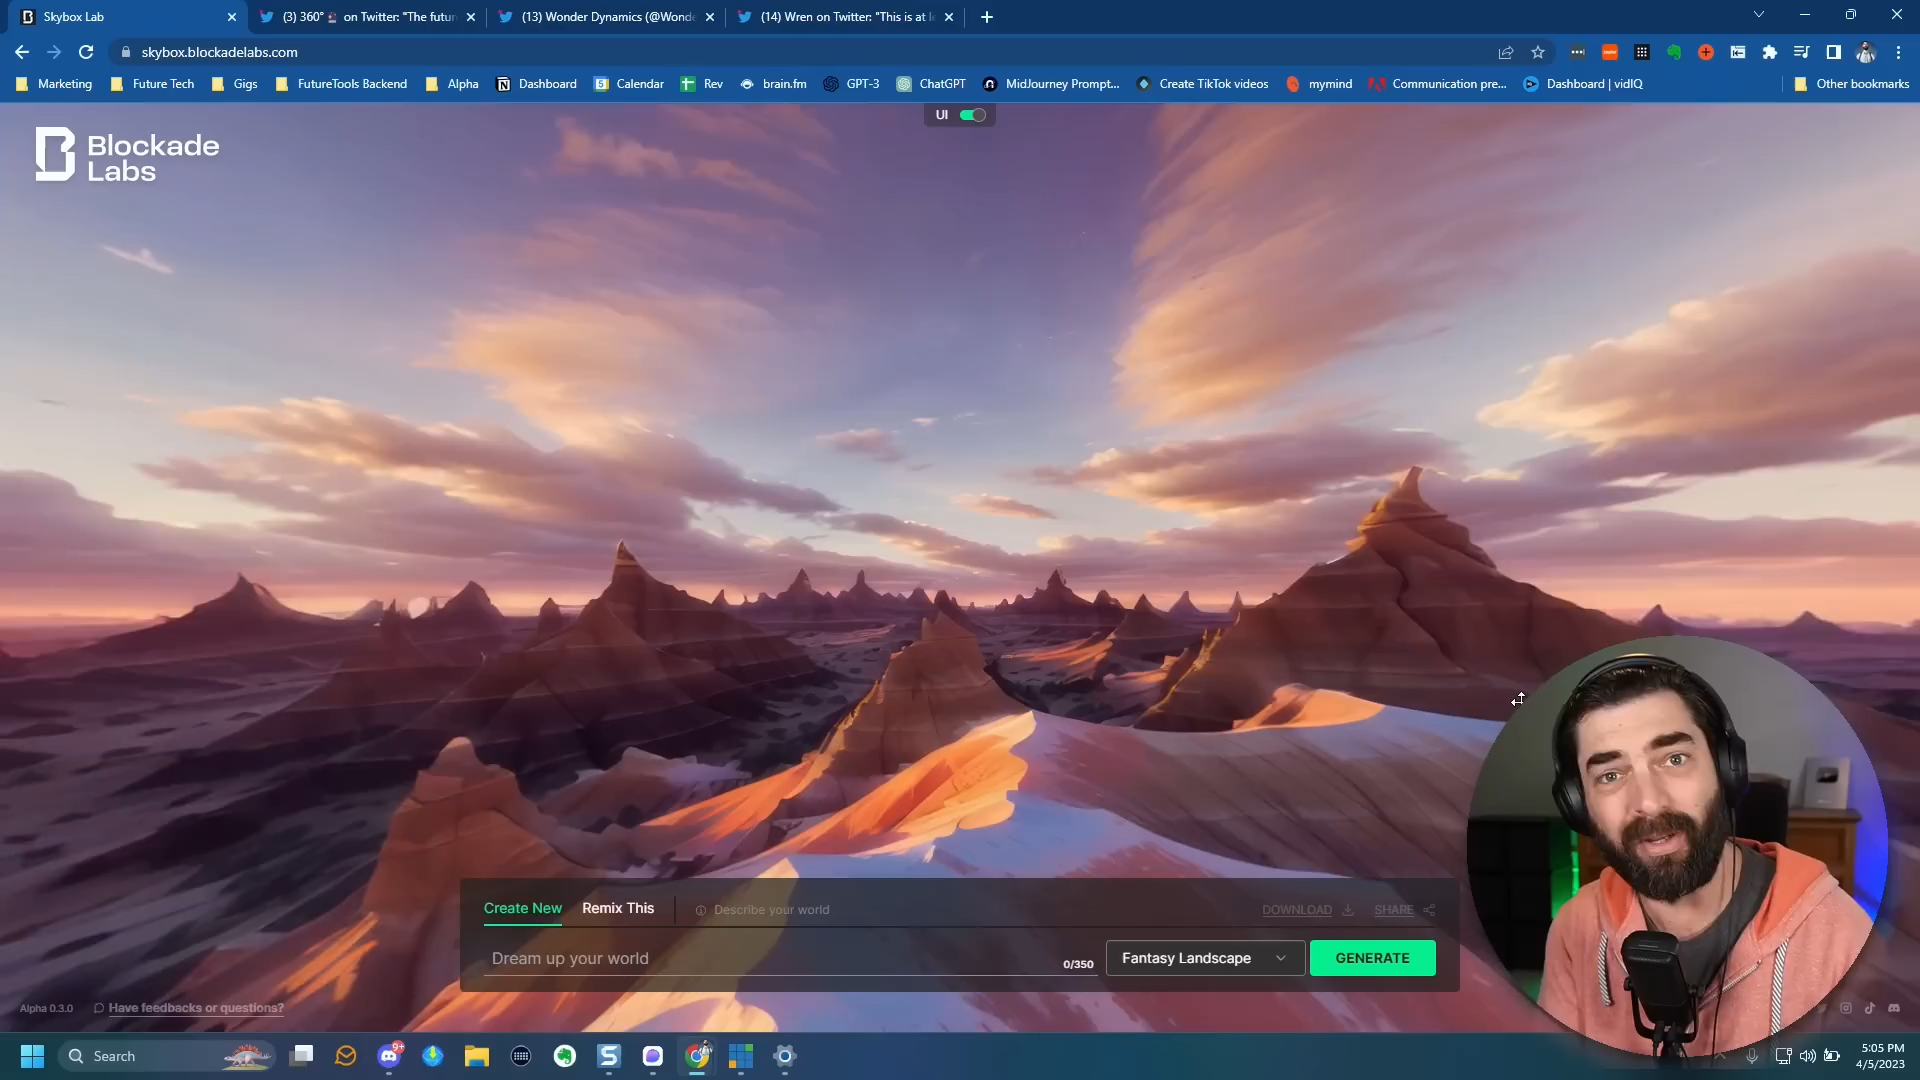 Skybox Lab
(3) 360° on Twitter: "The futur
(13) Wonder Dynamics (@Wond
(14) Wren on Twitter: "This is at l
skybox.blockadelabs.com
Marketing
Future Tech
Gigs
FutureTools Backend
Alpha
Dashboard
Calendar
Rev
brain.fm
GPT-3
ChatGPT
MidJourney Prompt...
Create TikTok videos
mymind
Communication pre...
Dashboard | vidIQ
Other bookmarks
UI
Blockade
Labs
Create New
Remix This
Describe your world
DOWNLOAD
SHARE
Dream up your world
0/350
Fantasy Landscape
GENERATE
Alpha 0.3.0
Have feedbacks or questions?
Search
9+
5:05 PM
4/5/2023